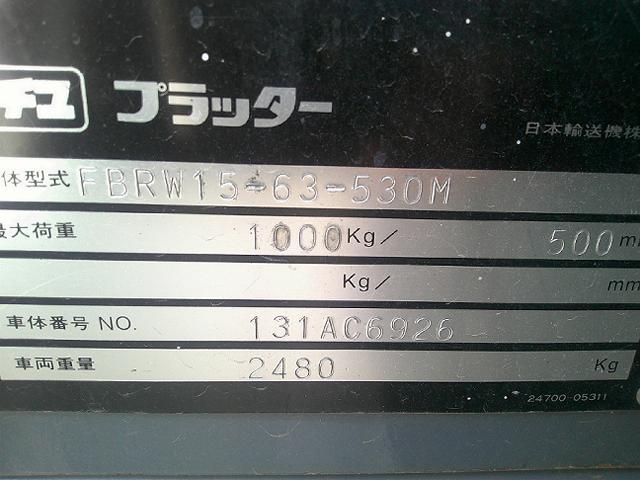 チユ プラッター
日本輸送機株
体型式 FBRW15-63-530M
最大荷重 1000Kg/ 500m
Kg/ mm
車体番号 NO. 131AC6926
車両重量 2480 Kg
24700-05311